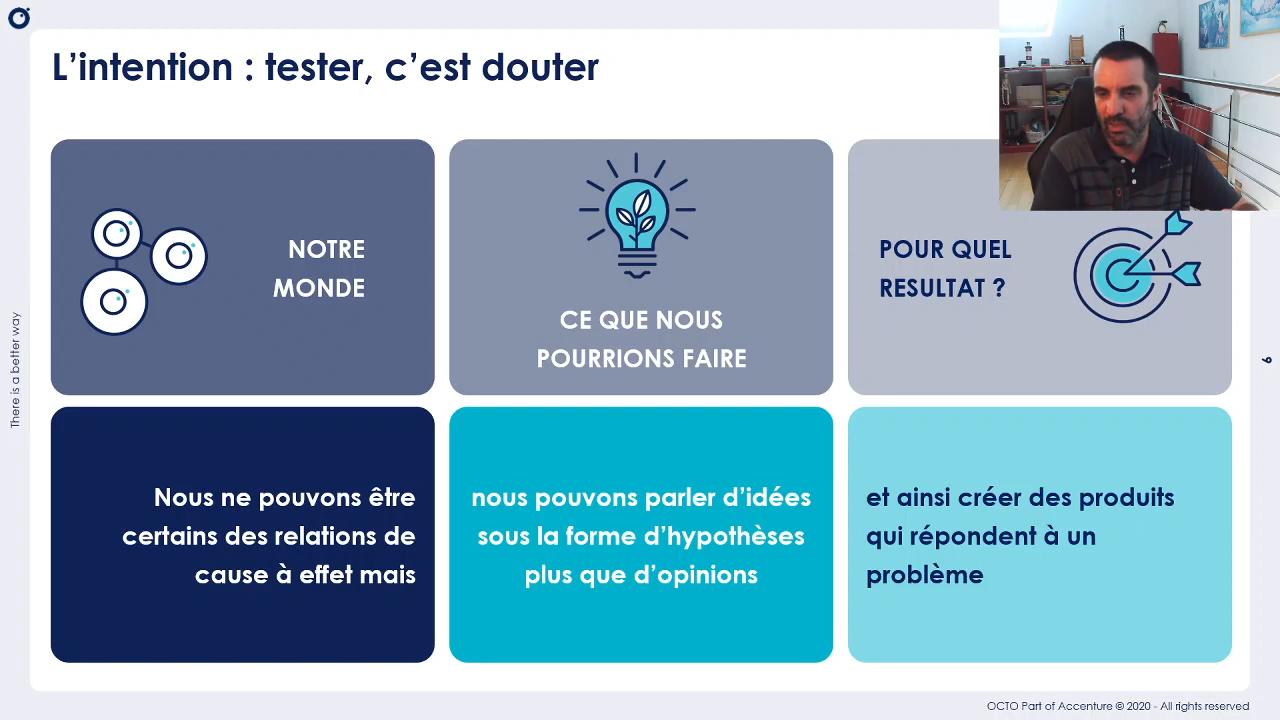 L’intention : tester, c’est douter
NOTRE
MONDE
CE QUE NOUS
POURRIONS FAIRE
POUR QUEL
RESULTAT ?
Nous ne pouvons être
certains des relations de
cause à effet mais
nous pouvons parler d’idées
sous la forme d’hypothèses
plus que d’opinions
et ainsi créer des produits
qui répondent à un
problème
There is a better way
9
OCTO Part of Accenture © 2020 - All rights reserved